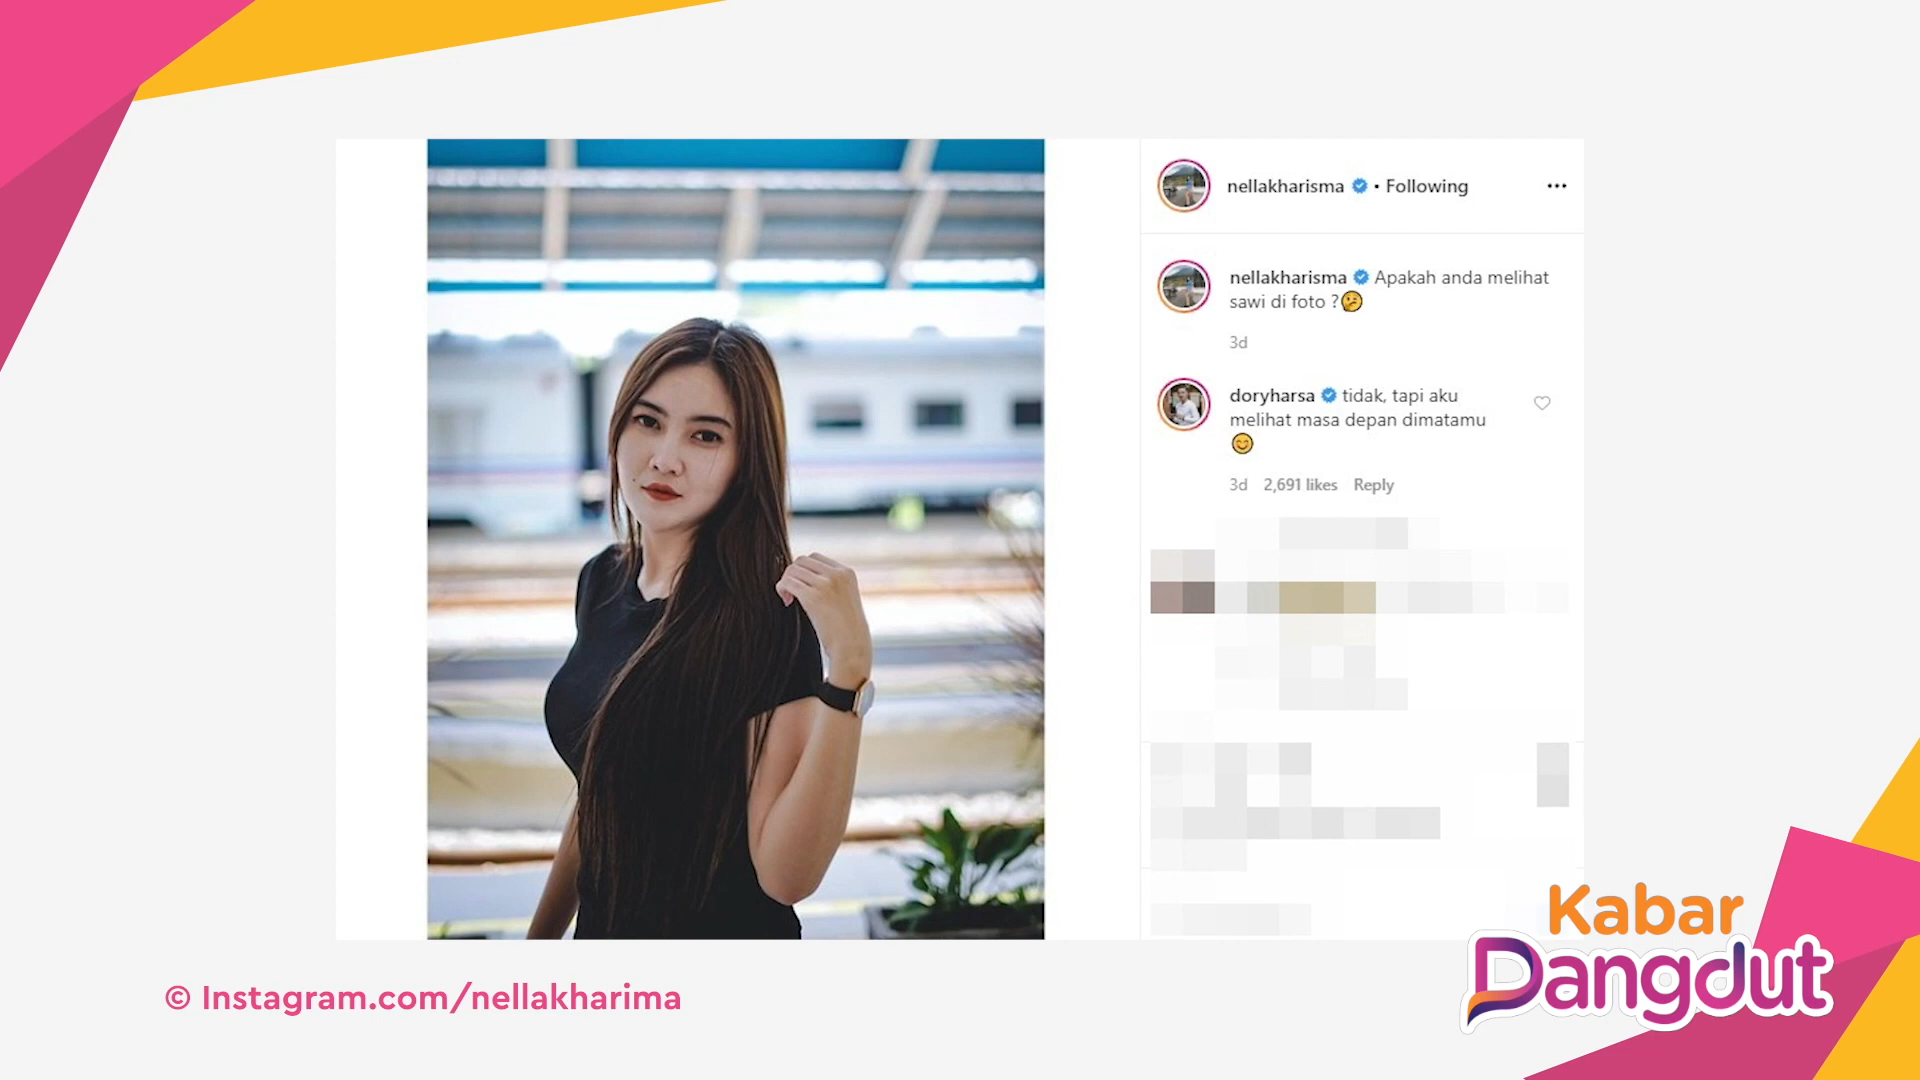 nellakharisma • Following
nellakharisma Apakah anda melihat
sawi di foto ?🤔
3d
doryharsa tidak, tapi aku
melihat masa depan dimatamu
😊
3d 2,691 likes Reply
Kabar
Dangdut
© Instagram.com/nellakharima